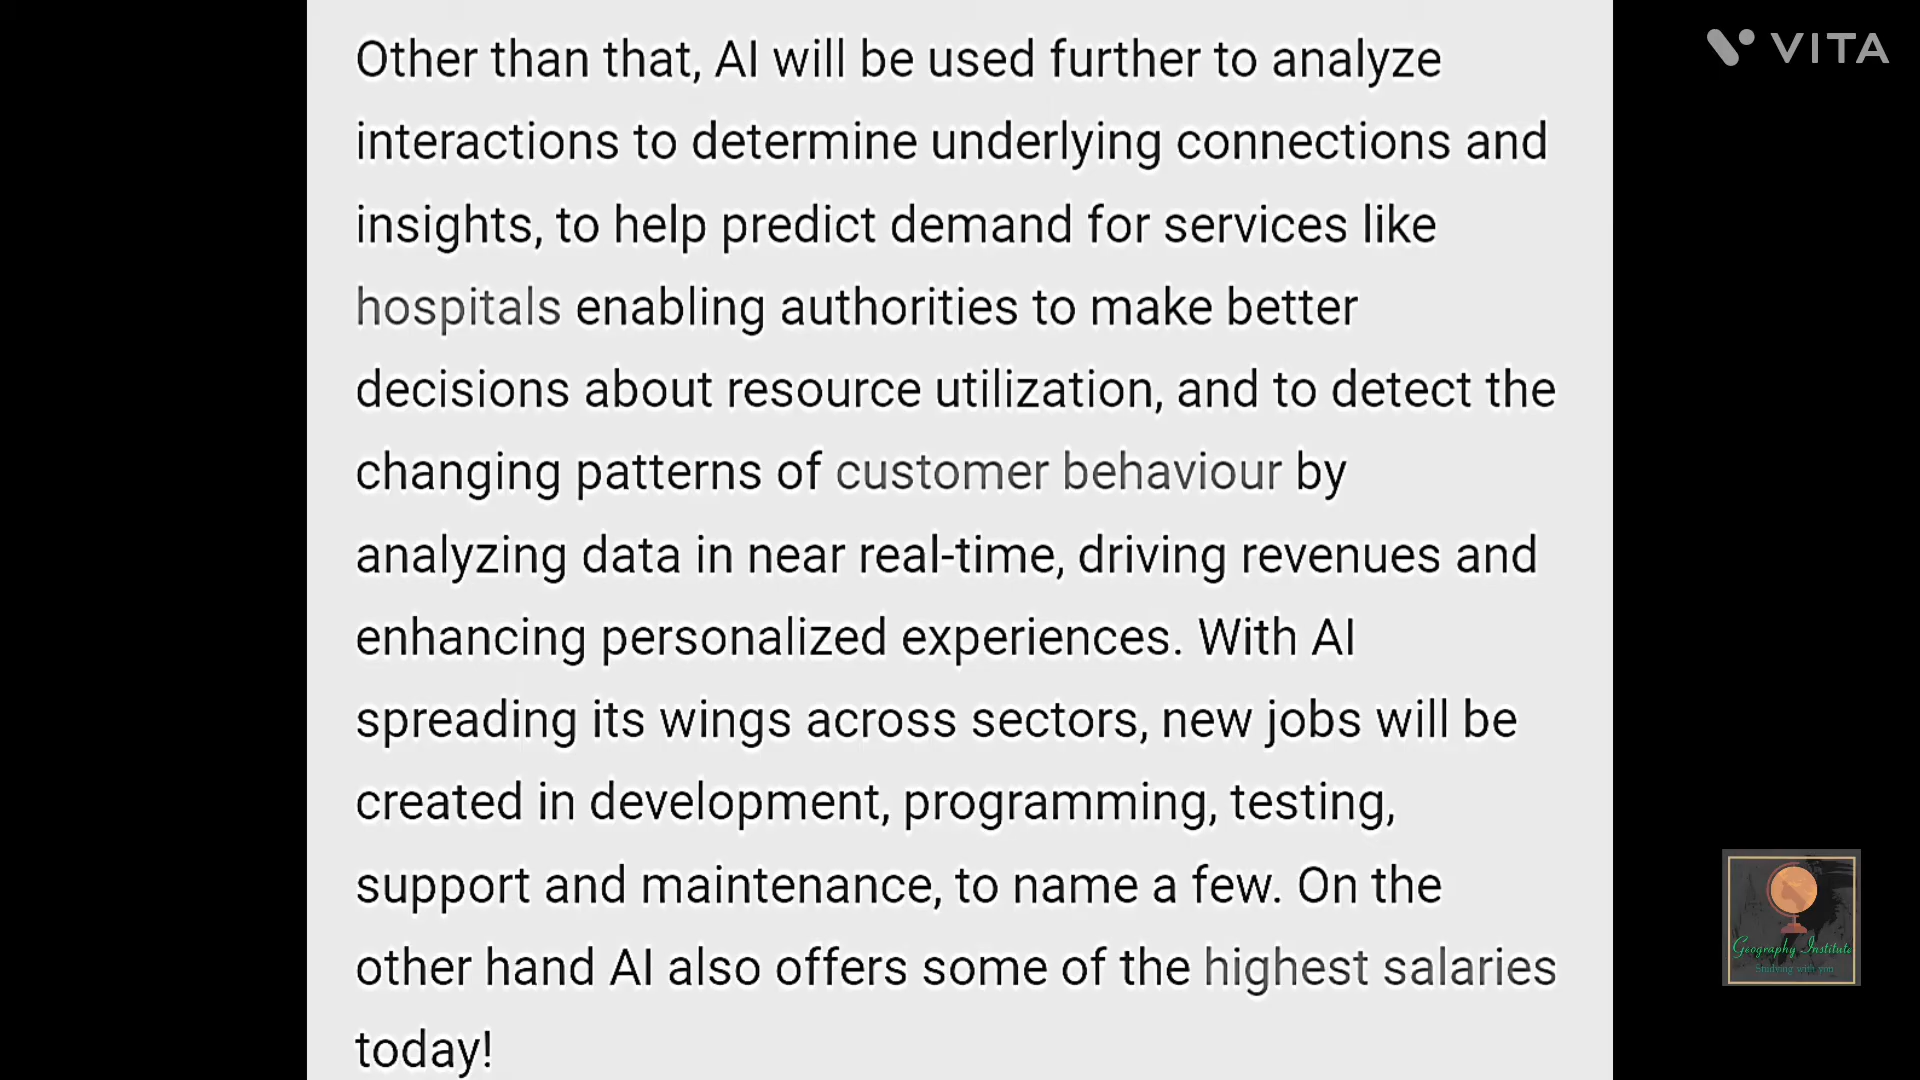 Other than that, AI will be used further to analyze
interactions to determine underlying connections and
insights, to help predict demand for services like
hospitals enabling authorities to make better
decisions about resource utilization, and to detect the
changing patterns of customer behaviour by
analyzing data in near real-time, driving revenues and
enhancing personalized experiences. With AI
spreading its wings across sectors, new jobs will be
created in development, programming, testing,
support and maintenance, to name a few. On the
other hand AI also offers some of the highest salaries
today!
VITA
Geography Institute
Studying with you